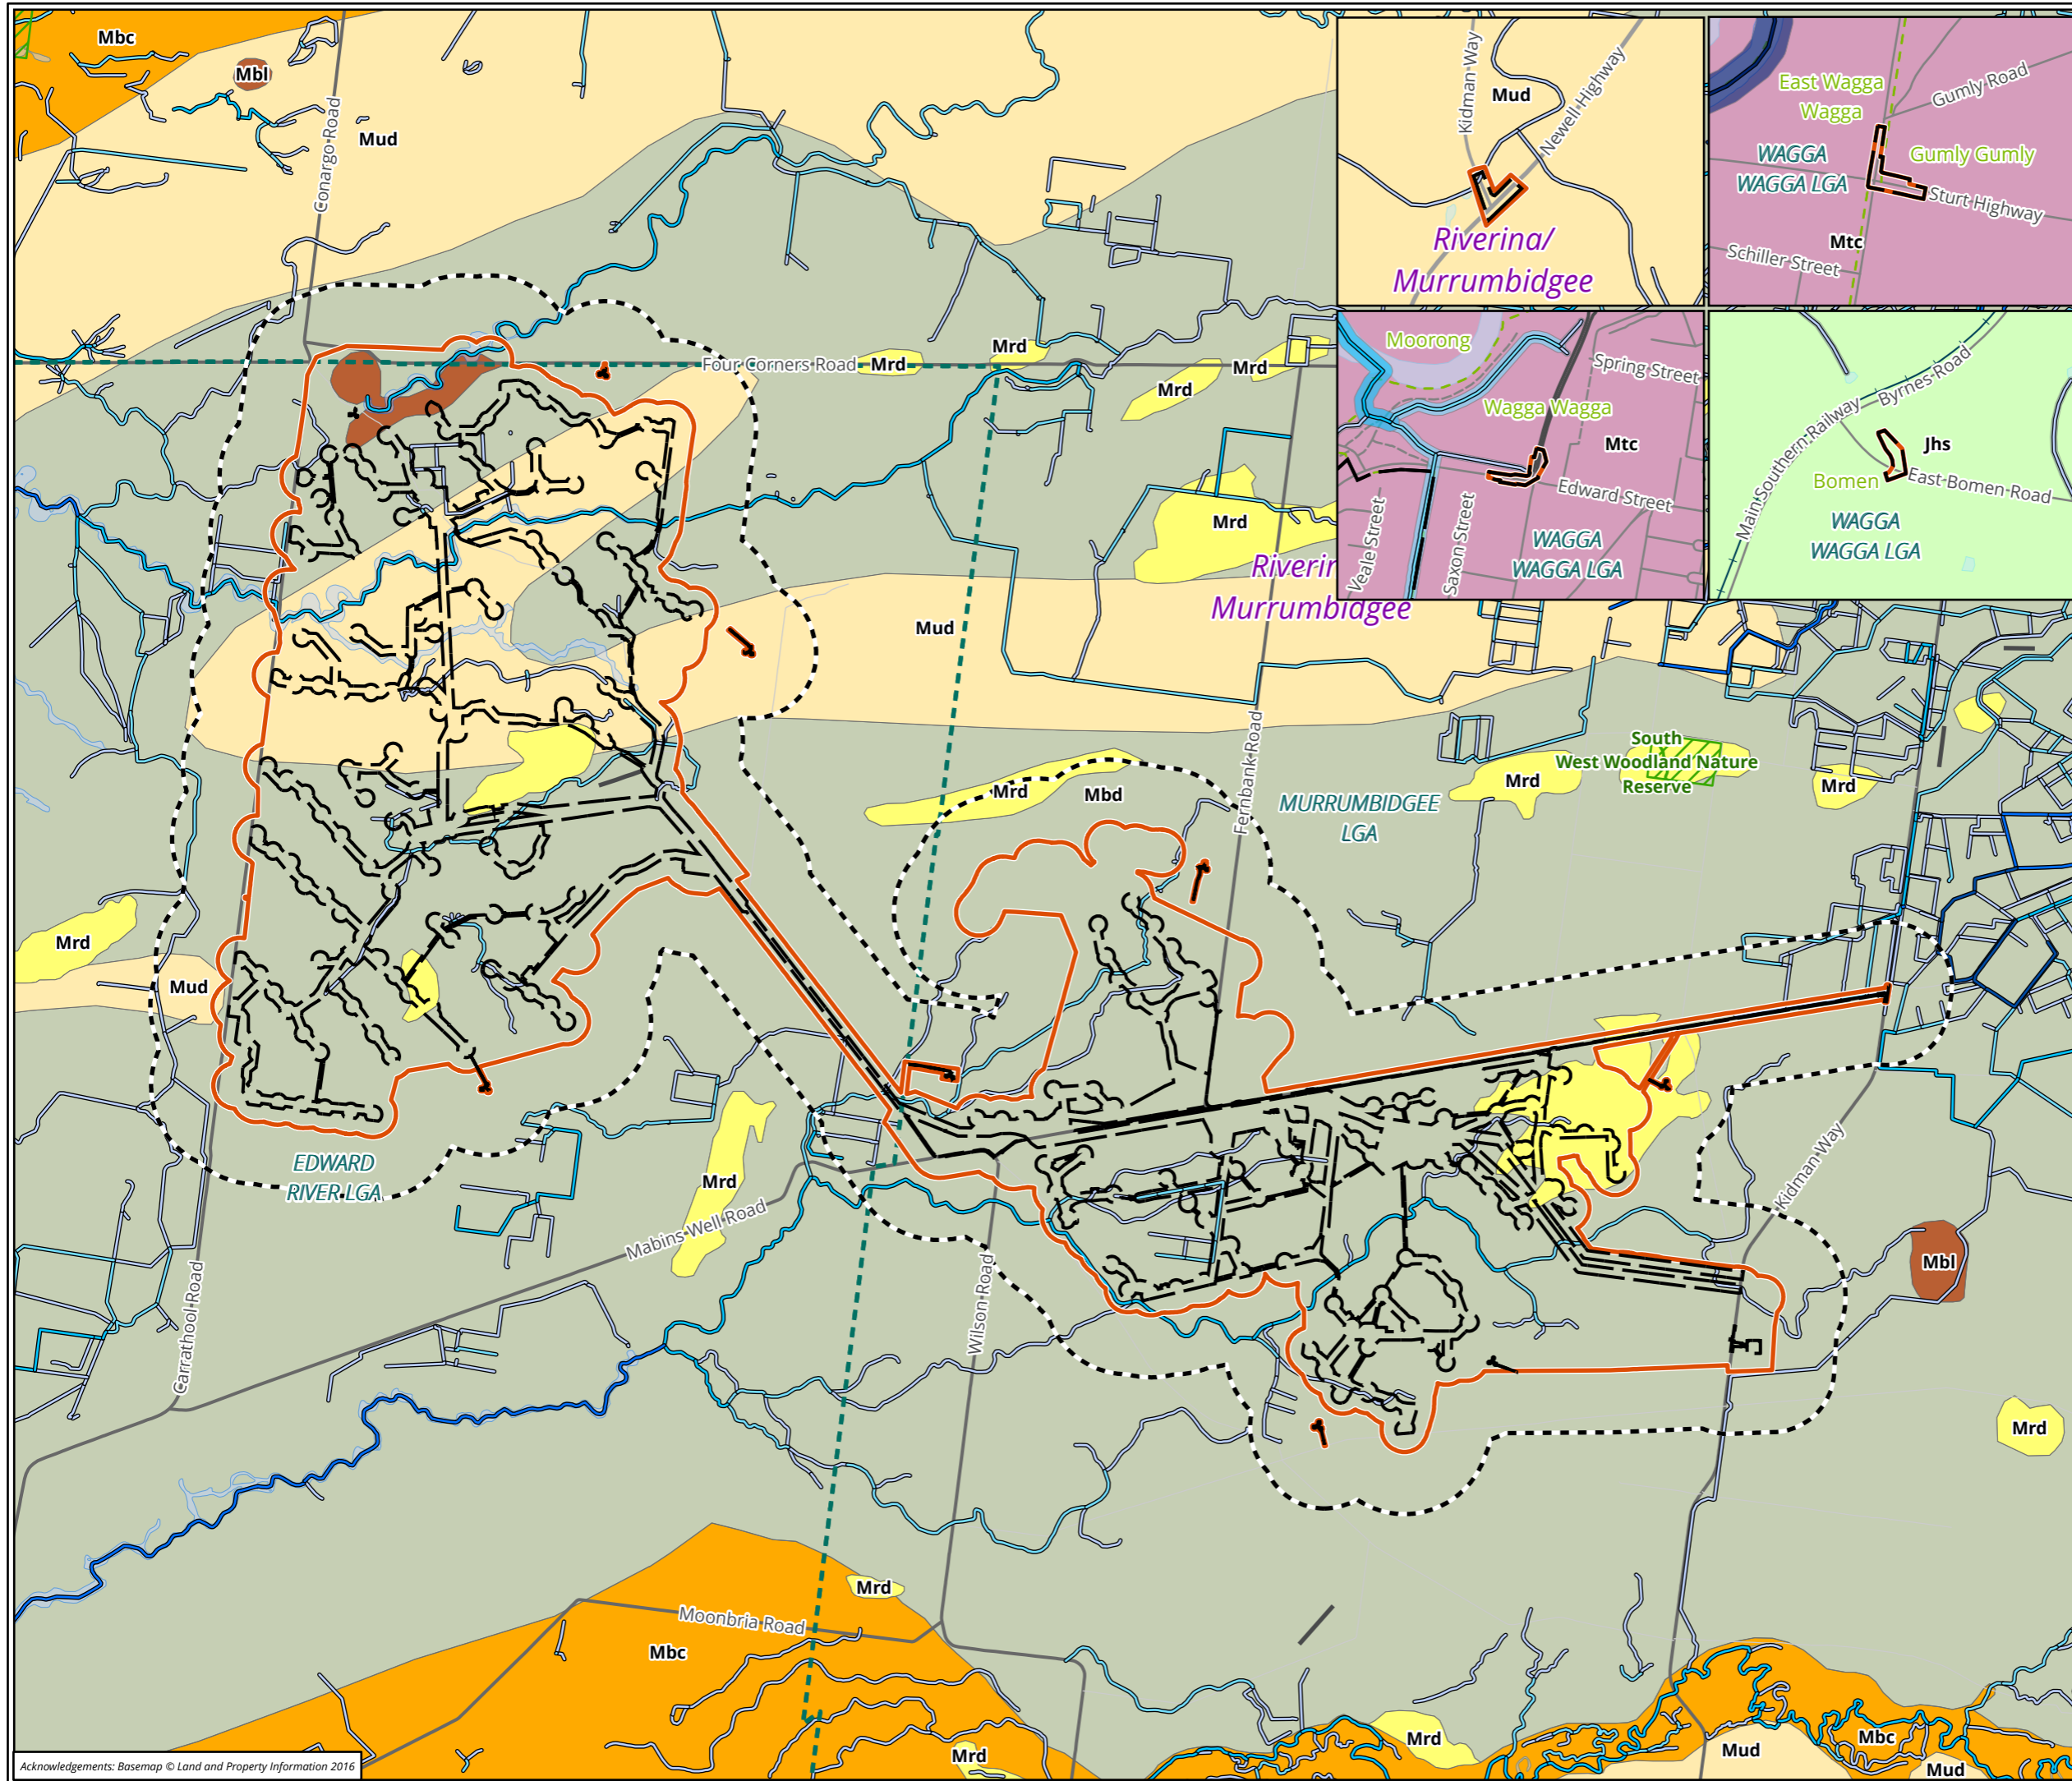 Mbc
Mbl
Mud
Conargo Road
Kidman Way
Mud
Newell Highway
Riverina/
Murrumbidgee
East Wagga
Wagga
Gumly Road
WAGGA
WAGGA LGA
Gumly Gumly
Sturt Highway
Mtc
Schiller Street
Moorong
Spring Street
Wagga Wagga
Mtc
Edward Street
Veale Street
Saxon Street
WAGGA
WAGGA LGA
Byrnes Road
Main Southern Railway
Jhs
Bomen
East Bomen Road
WAGGA
WAGGA LGA
Four Corners Road
Mrd
Mrd
Mrd
Mrd
Mrd
Murrumbidgee
Mud
Fernbank Road
South
West Woodland Nature
Reserve
Mrd
Mrd
Mrd
Mbd
MURRUMBIDGEE
LGA
Mrd
Mud
EDWARD
RIVER LGA
Mrd
Mabins Well Road
Kidman Way
Mbl
Carrathool Road
Wilson Road
Mrd
Mrd
Moonbria Road
Mbc
Mrd
Mrd
Mud
Mbc
Mud
Acknowledgements: Basemap © Land and Property Information 2016